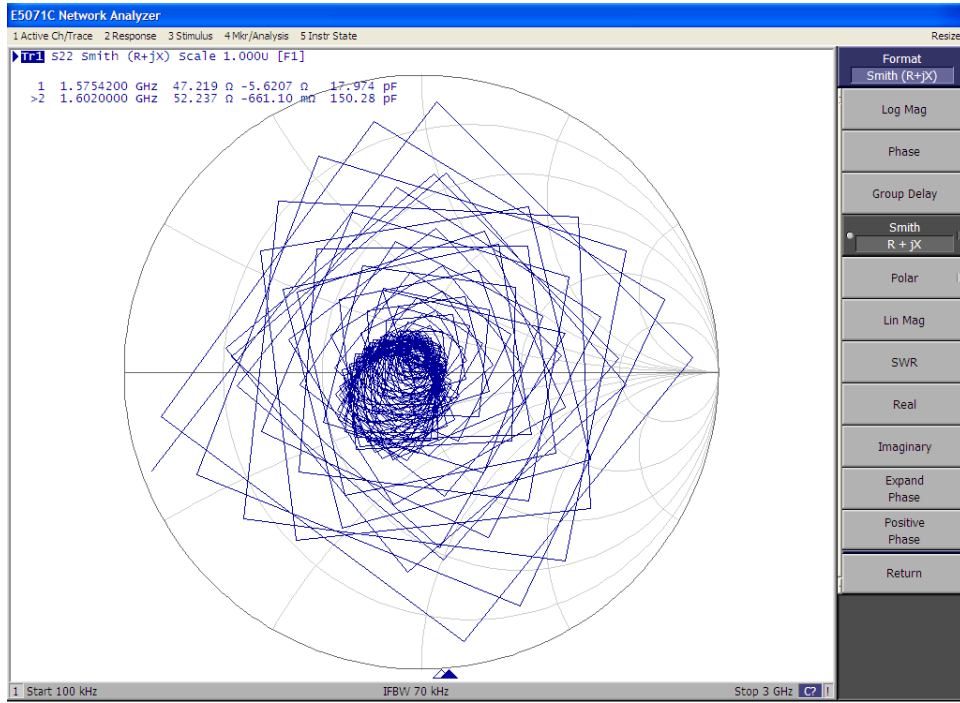 E5071C Network Analyzer
1 Active Ch/Trace 2 Response 3 Stimulus 4 Mkr/Analysis 5 Instr State
Resize
Tr1 S22 Smith (R+jX) Scale 1.000U [F1]
1 1.5754200 GHz 47.219 Ω -5.6207 Ω 17.974 pF
>2 1.6020000 GHz 52.237 Ω -661.10 mΩ 150.28 pF
Format
Smith (R+jX)
Log Mag
Phase
Group Delay
Smith
R + jX
Polar
Lin Mag
SWR
Real
Imaginary
Expand
Phase
Positive
Phase
Return
1 Start 100 kHz
IFBW 70 kHz
Stop 3 GHz C? !